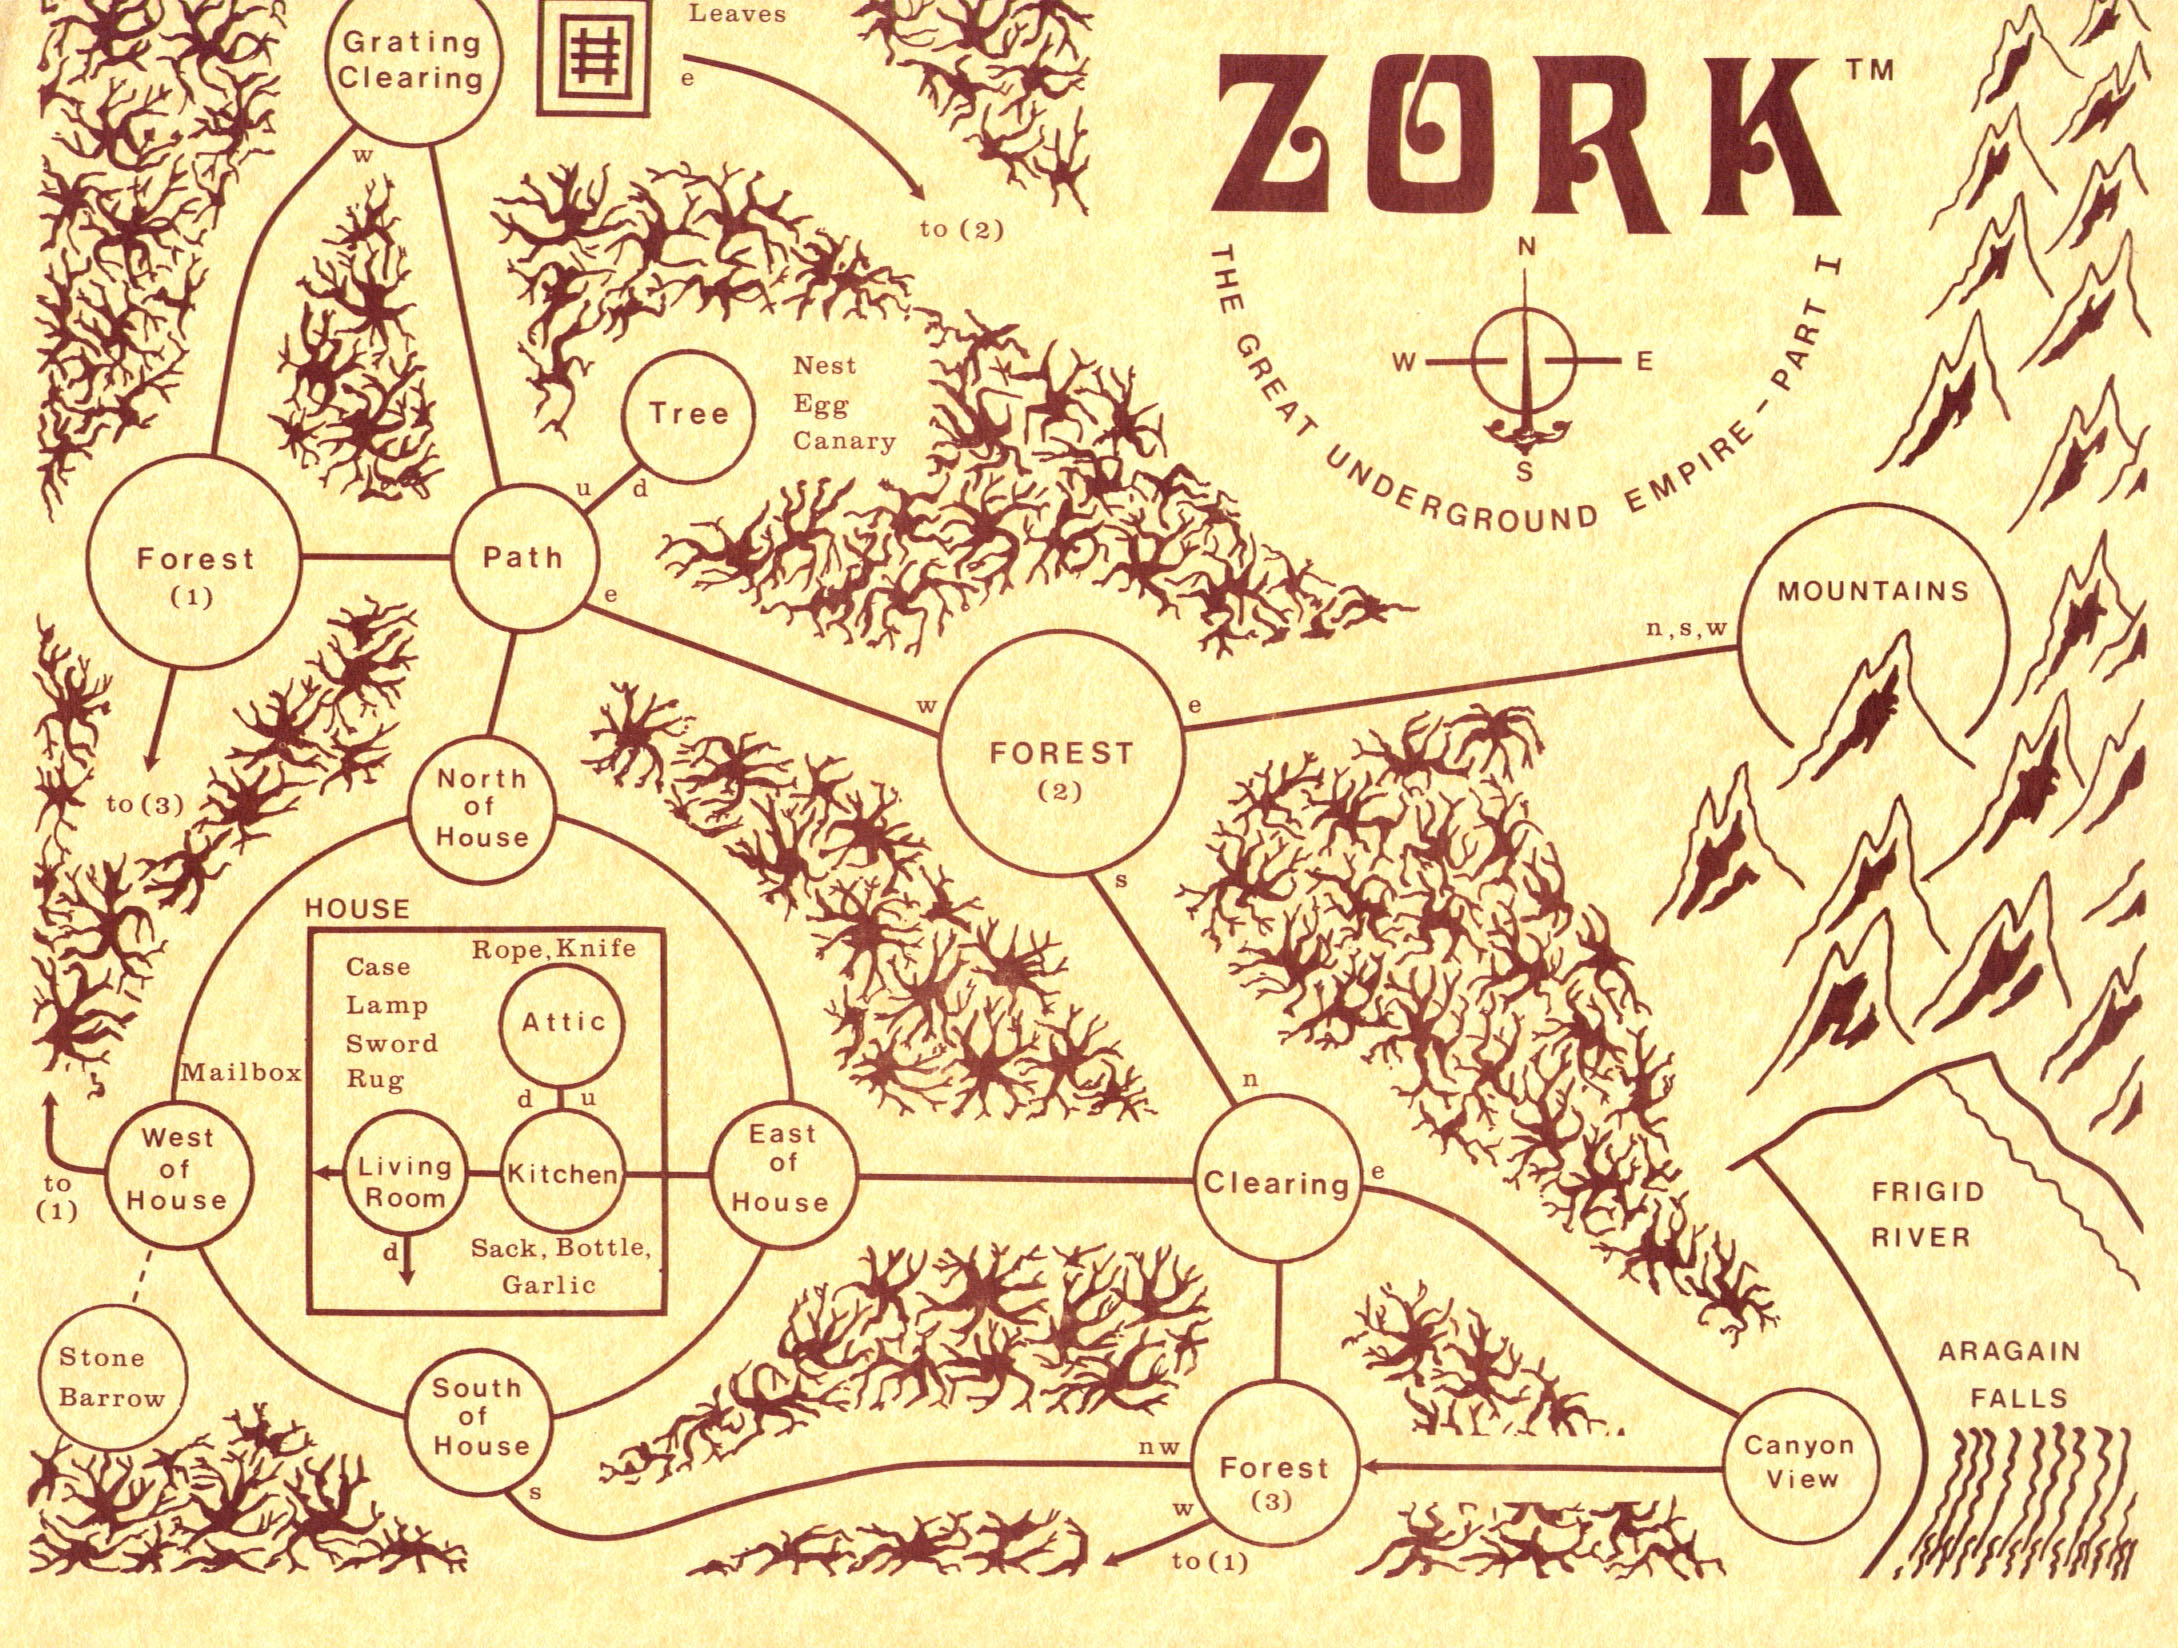 Leaves
Grating
Clearing
e
ZORK™
w
to (2)
N
W
E
S
THE GREAT UNDERGROUND EMPIRE - PART I
Nest
Egg
Canary
Tree
u
d
Forest
(1)
Path
e
MOUNTAINS
n,s,w
w
e
FOREST
(2)
s
to (3)
North
of
House
HOUSE
Rope, Knife
Case
Lamp
Sword
Rug
Attic
Mailbox
d
u
n
West
of
House
to
(1)
Living
Room
Kitchen
East
of
House
Clearing
e
FRIGID
RIVER
d
Sack, Bottle,
Garlic
Stone
Barrow
ARAGAIN
FALLS
South
of
House
s
nw
Forest
(3)
w
to (1)
Canyon
View